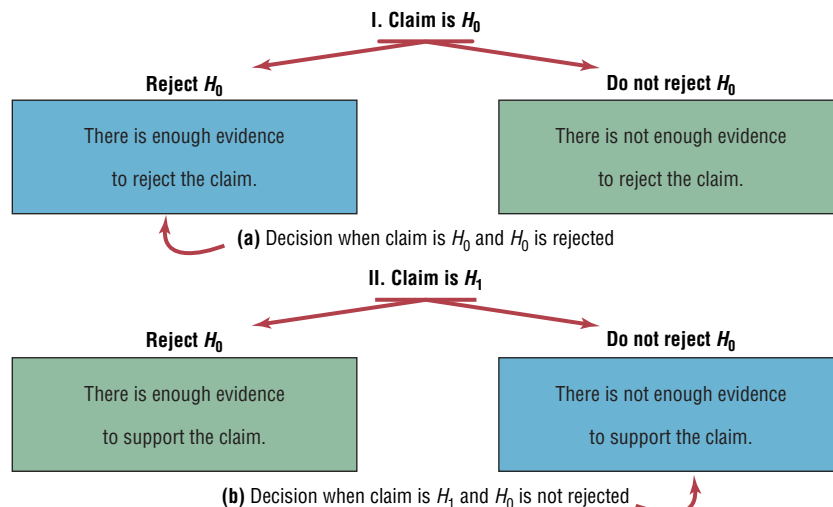 I. Claim is H₀
Reject H₀
Do not reject H₀
There is enough evidence
to reject the claim.
There is not enough evidence
to reject the claim.
(a) Decision when claim is H₀ and H₀ is rejected
II. Claim is H₁
Reject H₀
Do not reject H₀
There is enough evidence
to support the claim.
There is not enough evidence
to support the claim.
(b) Decision when claim is H₁ and H₀ is not rejected